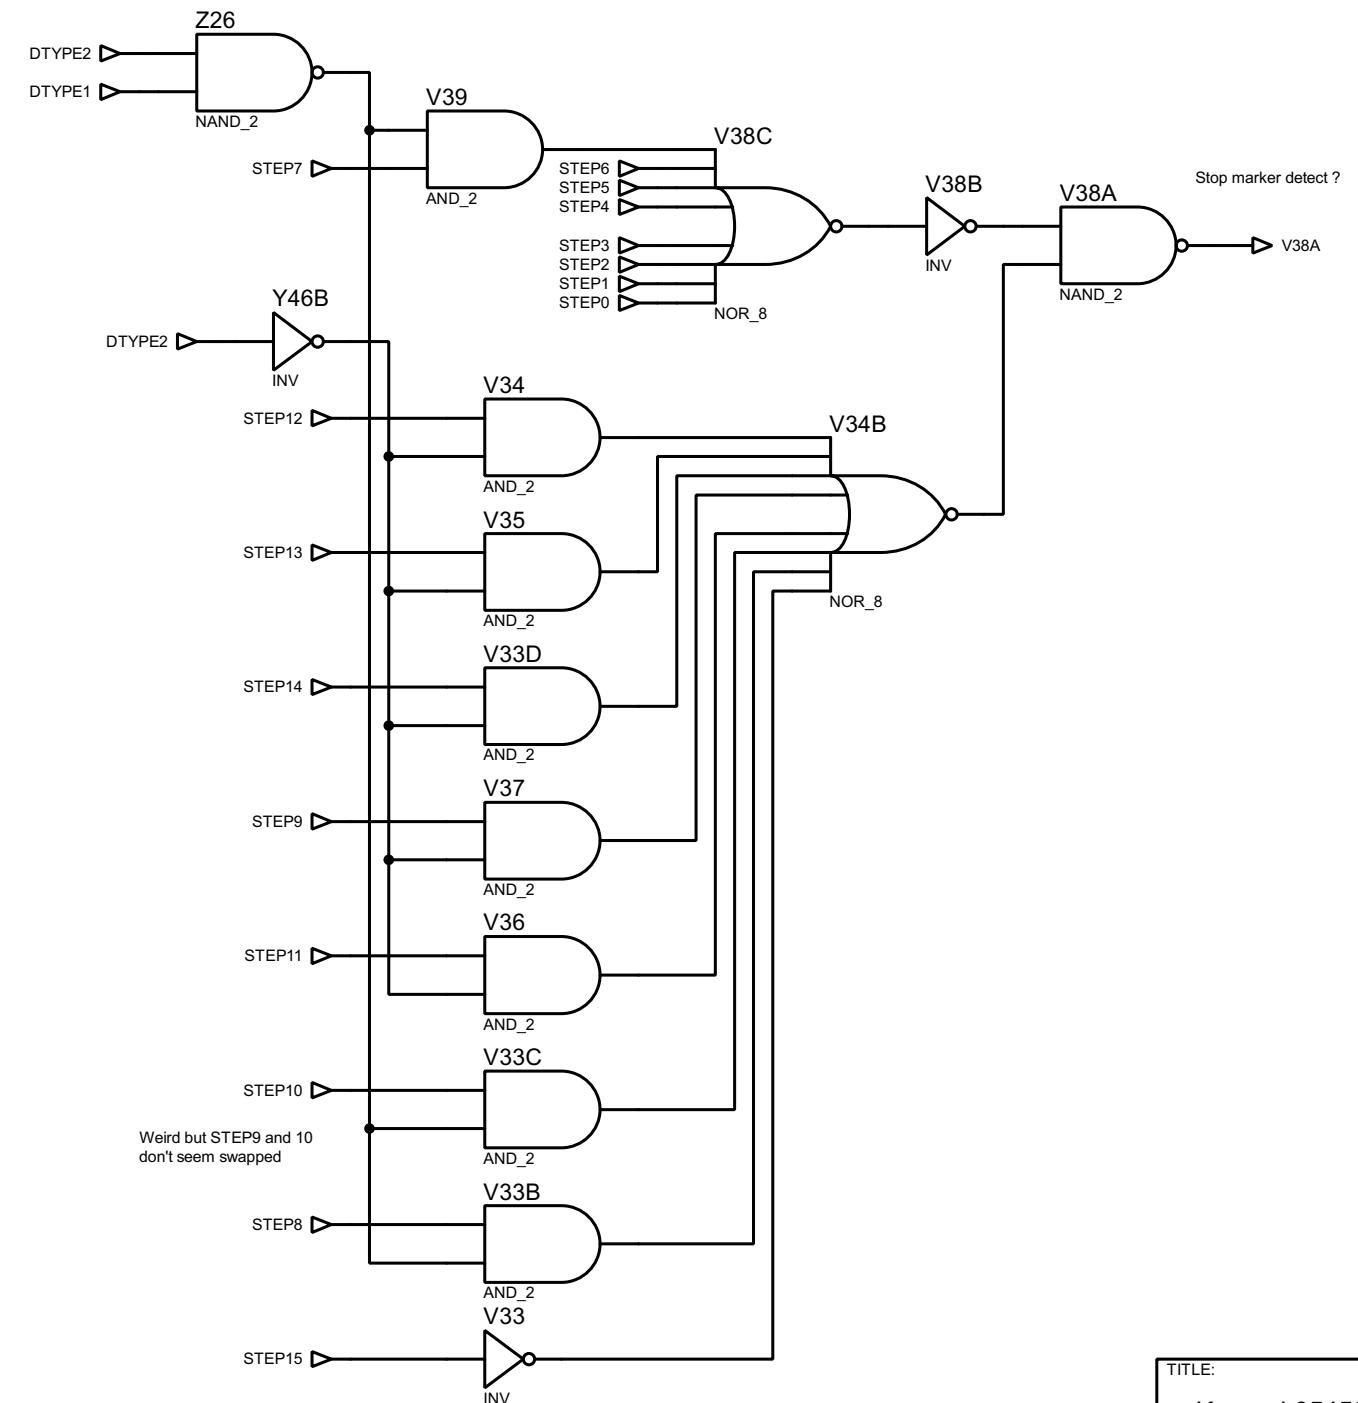 Z26
DTYPE2
DTYPE1
NAND_2
V39
STEP7
AND_2
V38C
STEP6
STEP5
STEP4
STEP3
STEP2
STEP1
STEP0
NOR_8
V38B
INV
Stop marker detect ?
V38A
V38A
NAND_2
Y46B
DTYPE2
INV
V34
STEP12
AND_2
V34B
NOR_8
V35
STEP13
AND_2
V33D
STEP14
AND_2
V37
STEP9
AND_2
V36
STEP11
AND_2
V33C
STEP10
AND_2
Weird but STEP9 and 10
don't seem swapped
V33B
STEP8
AND_2
V33
STEP15
INV
TITLE: